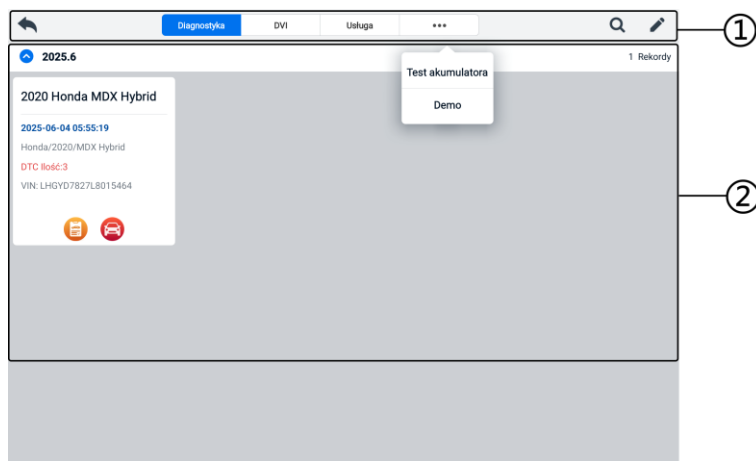 Diagnostyka DVI Usługa •••
①
2025.6 1 Rekordy
Test akumulatora
Demo
2020 Honda MDX Hybrid
2025-06-04 05:55:19
Honda/2020/MDX Hybrid
DTC Ilość:3
VIN: LHGYD7827L8015464
②